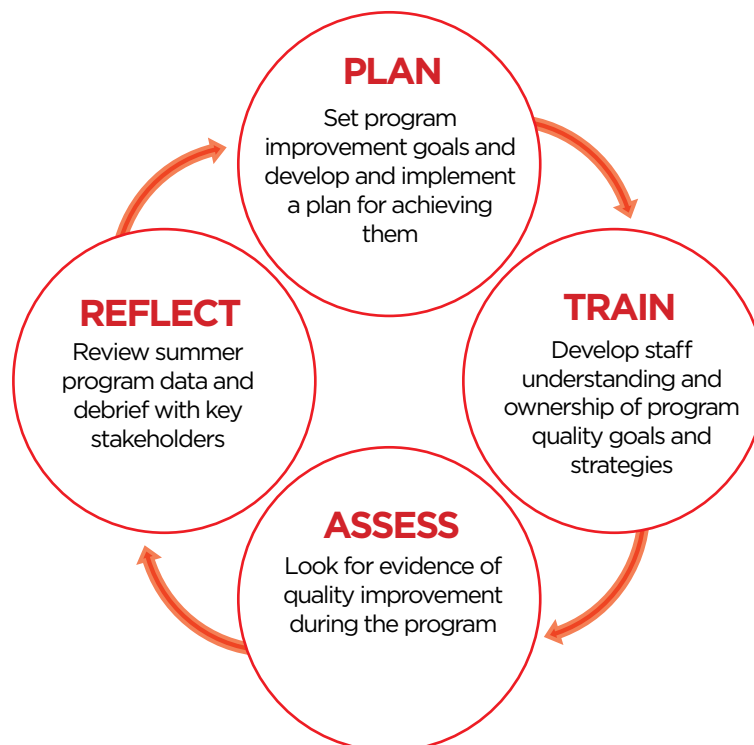 PLAN
Set program
improvement goals and
develop and implement
a plan for achieving
them
TRAIN
Develop staff
understanding and
ownership of program
quality goals and
strategies
ASSESS
Look for evidence of
quality improvement
during the program
REFLECT
Review summer
program data and
debrief with key
stakeholders